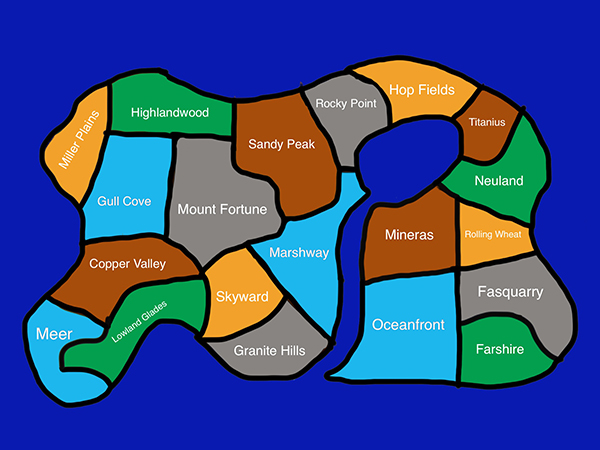 Hop Fields
Rocky Point
Highlandwood
Titanius
Miller Plains
Sandy Peak
Neuland
Gull Cove
Mount Fortune
Mineras
Rolling Wheat
Marshway
Copper Valley
Fasquarry
Skyward
Lowland Glades
Oceanfront
Meer
Granite Hills
Farshire